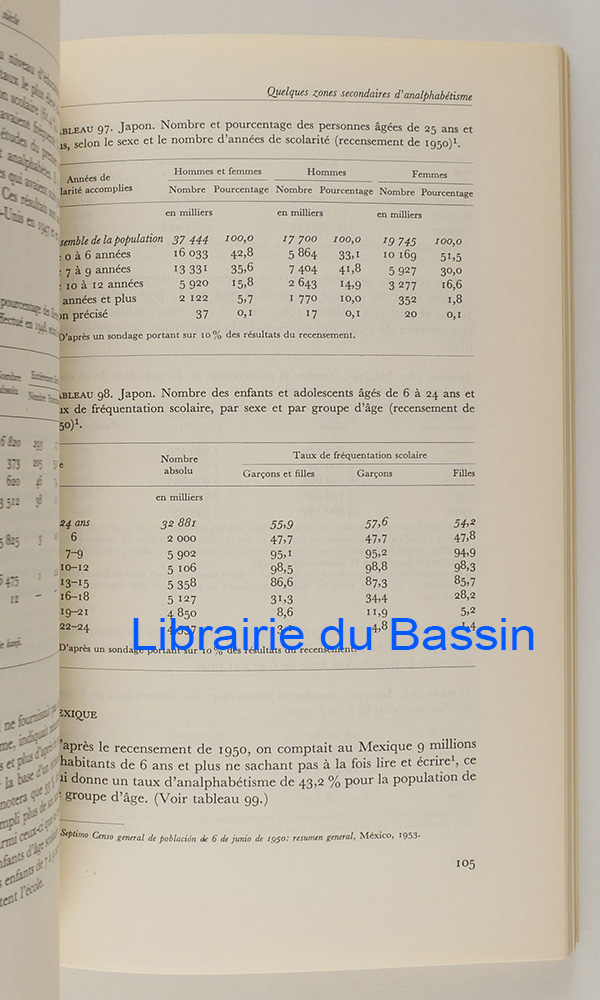 Quelques zones secondaires d'analphabétisme
97. Japon. Nombre et pourcentage des personnes âgées de 25 ans et
selon le sexe et le nombre d'années de scolarité (recensement de 1950)¹.
Années de Hommes et femmes Hommes Femmes
accomplies Nombre Pourcentage Nombre Pourcentage Nombre Pourcentage
en milliers en milliers en milliers
de la population 37 444 100,0 17 700 100,0 19 745 100,0
0 à 6 années 16 033 42,8 5 864 33,1 10 169 51,5
7 à 9 années 13 331 35,6 7 404 41,8 5 927 30,0
10 à 12 années 5 920 15,8 2 643 14,9 3 277 16,6
années et plus 2 122 5,7 1 770 10,0 352 1,8
précisé 37 0,1 17 0,1 20 0,1
D'après un sondage portant sur 10 % des résultats du recensement.
98. Japon. Nombre des enfants et adolescents âgés de 6 à 24 ans et
de fréquentation scolaire, par sexe et par groupe d'âge (recensement de
50)¹.
Nombre Taux de fréquentation scolaire
absolu Garçons et filles Garçons Filles
en milliers
24 ans 32 881 55,9 57,6 54,2
6 2 000 47,7 47,7 47,8
7-9 5 902 95,1 95,2 94,9
10-12 5 106 98,5 98,8 98,3
13-15 5 358 86,6 87,3 85,7
16-18 5 127 31,3 34,4 28,2
19-21 4 850 8,6 11,9 5,2
22-24 4,8 1,4
Librairie du Bassin
D'après un sondage portant sur 10 % des résultats du recensement.
EXIQUE
'après le recensement de 1950, on comptait au Mexique 9 millions
habitants de 6 ans et plus ne sachant pas à la fois lire et écrire¹, ce
donne un taux d'analphabétisme de 43,2 % pour la population de
groupe d'âge. (Voir tableau 99.)
Septimo Censo general de población de 6 de junio de 1950: resumen general, México, 1953.
105